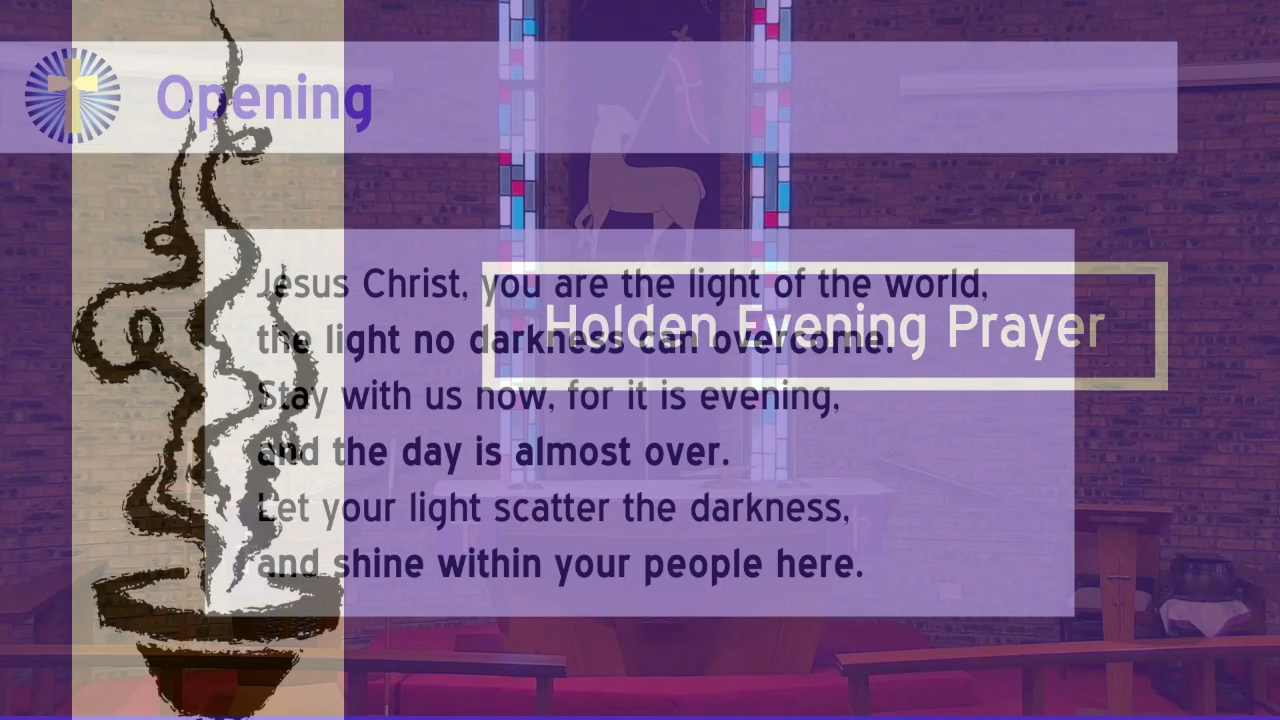 Opening
Jesus Christ, you are the light of the world,
Holden Evening Prayer
the light no darkness can overcome.
Stay with us now, for it is evening,
and the day is almost over.
Let your light scatter the darkness,
and shine within your people here.